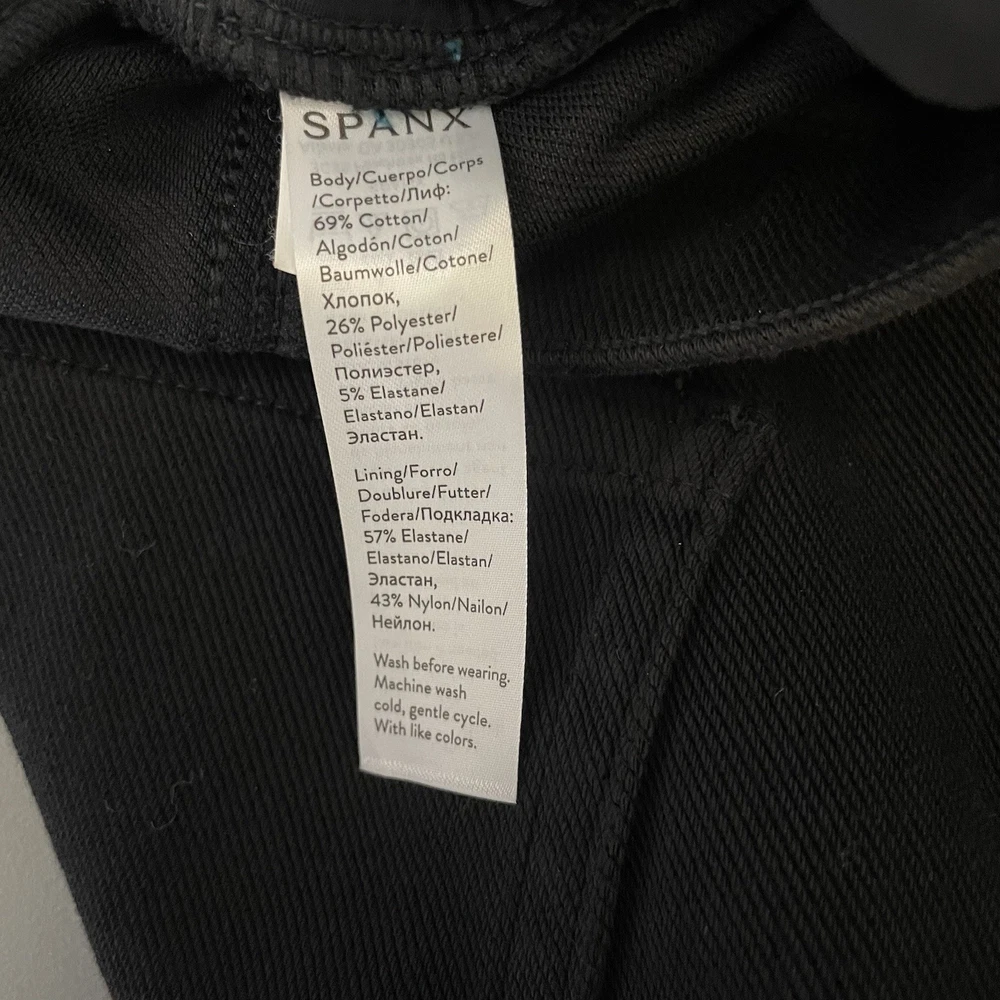 SPANX
Body/Cuerpo/Corps
/Corpetto/Лиф:
69% Cotton/
Algodón/Coton/
Baumwolle/Cotone/
Хлопок,
26% Polyester/
Poliéster/Poliestere/
Полиэстер,
5% Elastane/
Elastano/Elastan/
Эластан.
Lining/Forro/
Doublure/Futter/
Fodera/Подкладка:
57% Elastane/
Elastano/Elastan/
Эластан,
43% Nylon/Nailon/
Нейлон.
Wash before wearing.
Machine wash
cold, gentle cycle.
With like colors.